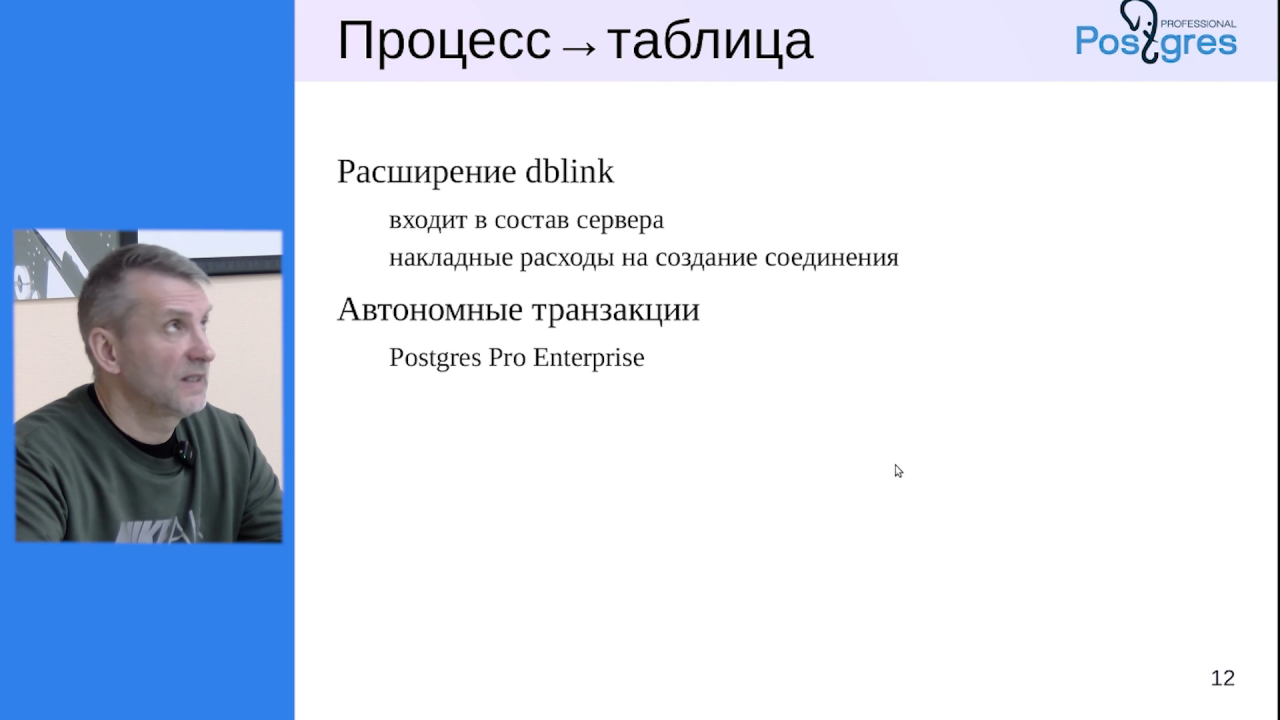 Процесс→таблица
PROFESSIONAL
Postgres
Расширение dblink
входит в состав сервера
накладные расходы на создание соединения
Автономные транзакции
Postgres Pro Enterprise
12